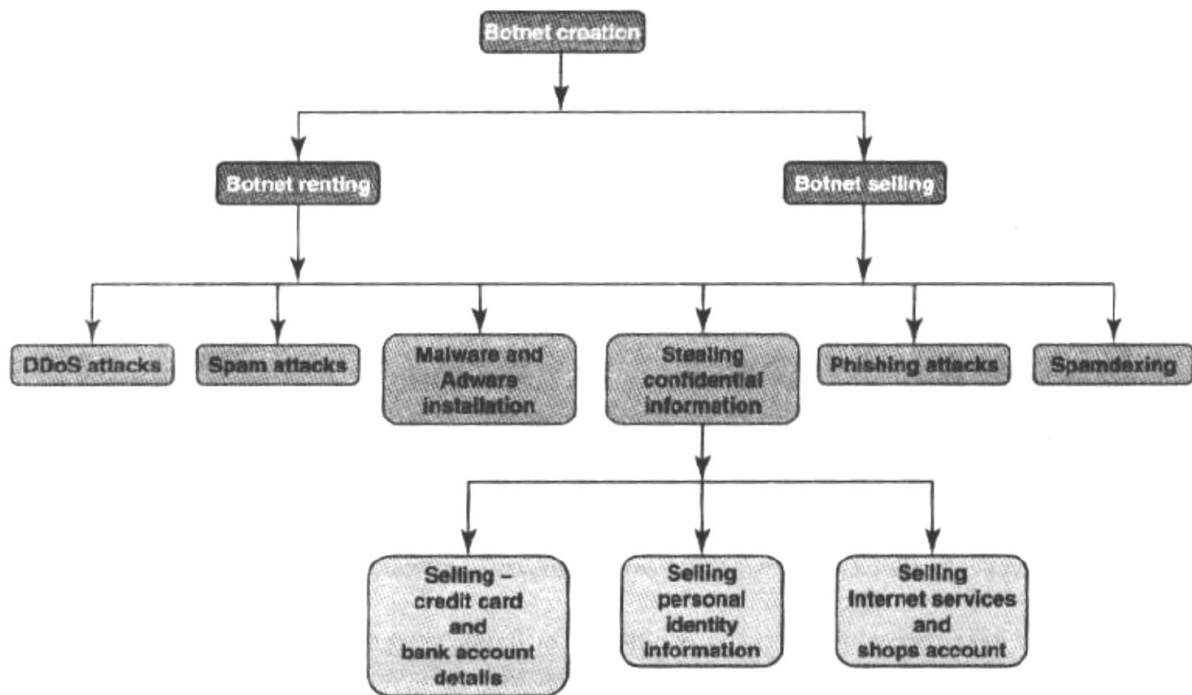 Botnet creation
Botnet renting
Botnet selling
DDoS attacks
Spam attacks
Malware and
Adware
installation
Stealing
confidential
information
Phishing attacks
Spamdexing
Selling –
credit card
and
bank account
details
Selling
personal
identity
information
Selling
Internet services
and
shops account